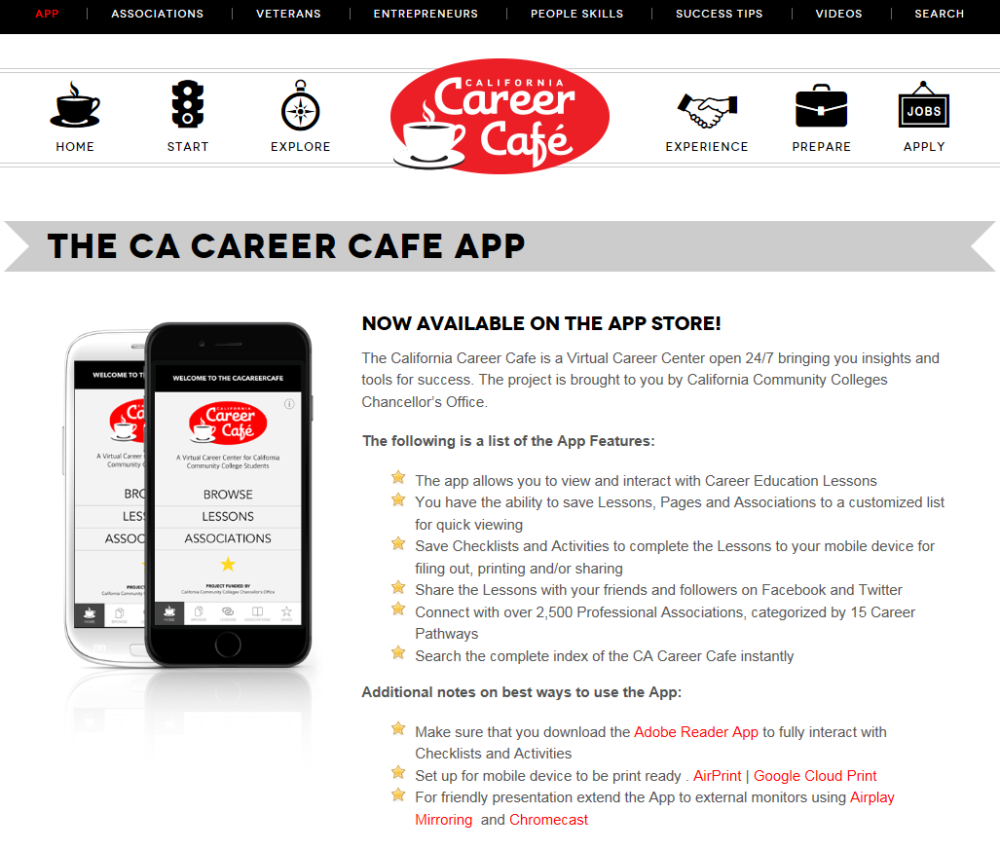 APP | ASSOCIATIONS | VETERANS | ENTREPRENEURS | PEOPLE SKILLS | SUCCESS TIPS | VIDEOS | SEARCH
CALIFORNIA
Career
Café
JOBS
HOME START EXPLORE EXPERIENCE PREPARE APPLY
THE CA CAREER CAFE APP
WELCOME TO TH
WELCOME TO THE CACAREERCAFE
CALIFORNIA
Career
Café
A Virtual Career Center for California
Community College Students
BROWSE
LESSONS
ASSOCIATIONS
PROJECT FUNDED BY
California Community Colleges Chancellor's Office
HOME BROWSE LESSONS ASSOCIATIONS SAVED
A Virtual Career Ce
Community C
BRO
LES
ASSOC
PROJEC
California Community Co
HOME BROWSE
NOW AVAILABLE ON THE APP STORE!
The California Career Cafe is a Virtual Career Center open 24/7 bringing you insights and
tools for success. The project is brought to you by California Community Colleges
Chancellor's Office.
The following is a list of the App Features:
The app allows you to view and interact with Career Education Lessons
You have the ability to save Lessons, Pages and Associations to a customized list
for quick viewing
Save Checklists and Activities to complete the Lessons to your mobile device for
filing out, printing and/or sharing
Share the Lessons with your friends and followers on Facebook and Twitter
Connect with over 2,500 Professional Associations, categorized by 15 Career
Pathways
Search the complete index of the CA Career Cafe instantly
Additional notes on best ways to use the App:
Make sure that you download the Adobe Reader App to fully interact with
Checklists and Activities
Set up for mobile device to be print ready . AirPrint | Google Cloud Print
For friendly presentation extend the App to external monitors using Airplay
Mirroring and Chromecast